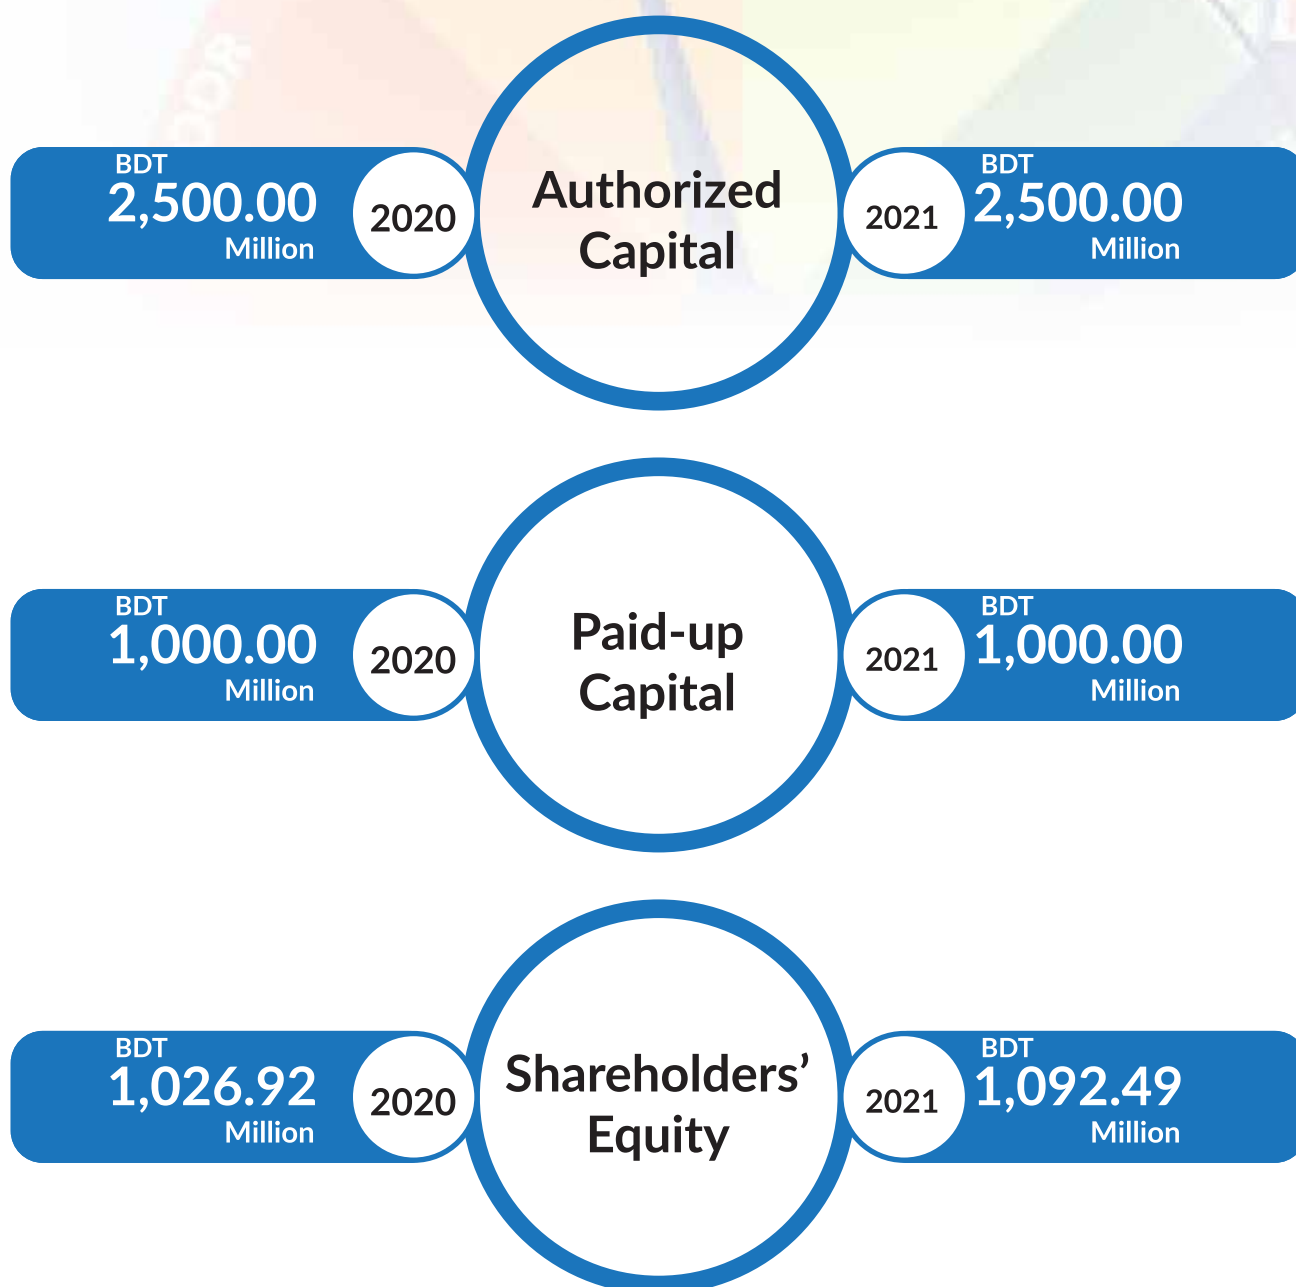 BDT
2,500.00
Million
2020
Authorized
Capital
2021
BDT
2,500.00
Million
BDT
1,000.00
Million
2020
Paid-up
Capital
2021
BDT
1,000.00
Million
BDT
1,026.92
Million
2020
Shareholders’
Equity
2021
BDT
1,092.49
Million